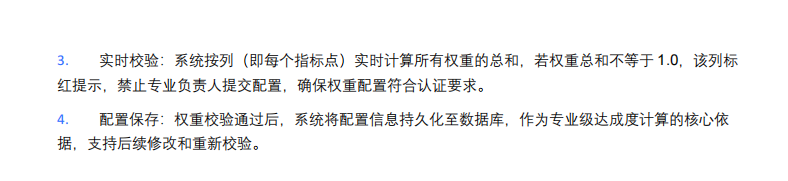 3. 实时校验：系统按列（即每个指标点）实时计算所有权重的总和，若权重总和不等于 1.0，该列标
红提示，禁止专业负责人提交配置，确保权重配置符合认证要求。
4. 配置保存：权重校验通过后，系统将配置信息持久化至数据库，作为专业级达成度计算的核心依
据，支持后续修改和重新校验。